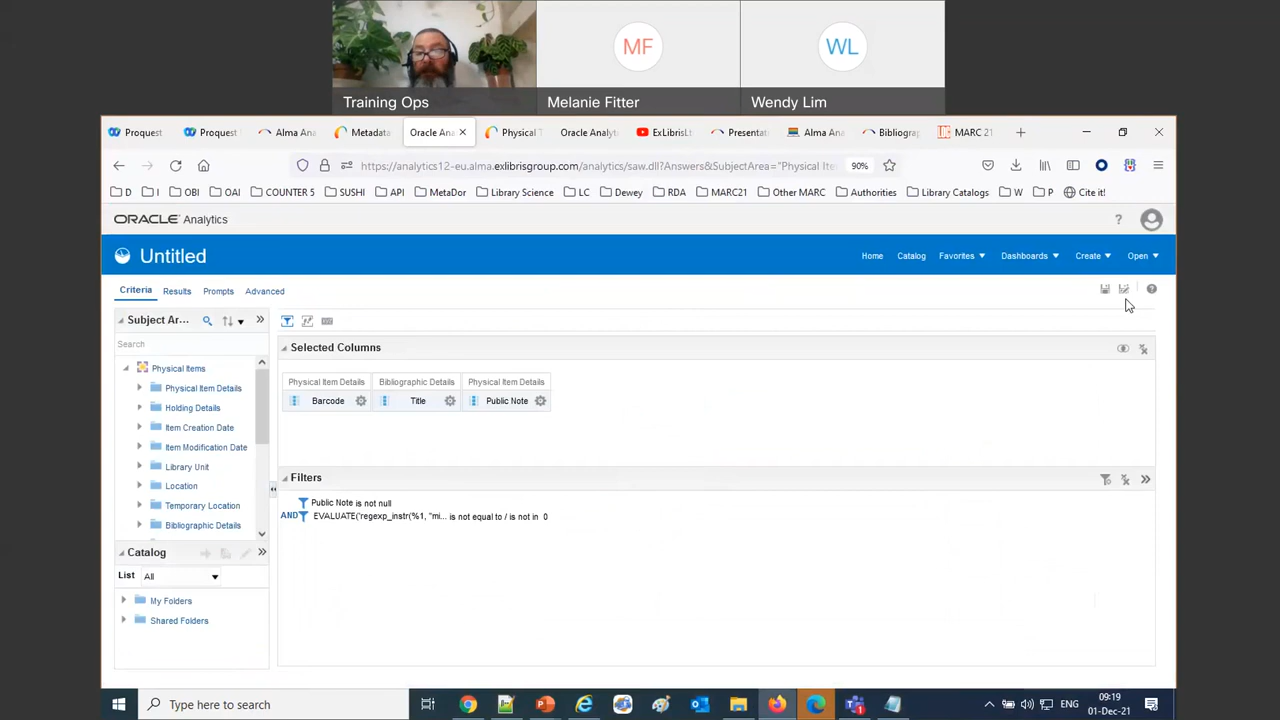 MF
WL
Training Ops
Melanie Fitter
Wendy Lim
Proquest
Proquest
Alma Ana
Metadata
Oracle Ana
Physical T
Oracle Analyti
ExLibrisLt
Presentati
Alma Ana
Bibliograp
MARC 21
https://analytics12-eu.alma.exlibrisgroup.com/analytics/saw.dll?Answers&SubjectArea="Physical Ite
90%
D
I
OBI
OAI
COUNTER 5
SUSHI
API
MetaDor
Library Science
LC
Dewey
RDA
MARC21
Other MARC
Authorities
Library Catalogs
W
P
Cite it!
ORACLE Analytics
?
Untitled
Home
Catalog
Favorites
Dashboards
Create
Open
Criteria
Results
Prompts
Advanced
Subject Ar...
Search
Physical Items
Physical Item Details
Holding Details
Item Creation Date
Item Modification Date
Library Unit
Location
Temporary Location
Bibliographic Details
Catalog
List All
My Folders
Shared Folders
Selected Columns
Physical Item Details
Bibliographic Details
Physical Item Details
Barcode
Title
Public Note
Filters
Public Note is not null
AND EVALUATE('regexp_instr(%1, "mi... is not equal to / is not in 0
Type here to search
ENG
09:19
01-Dec-21